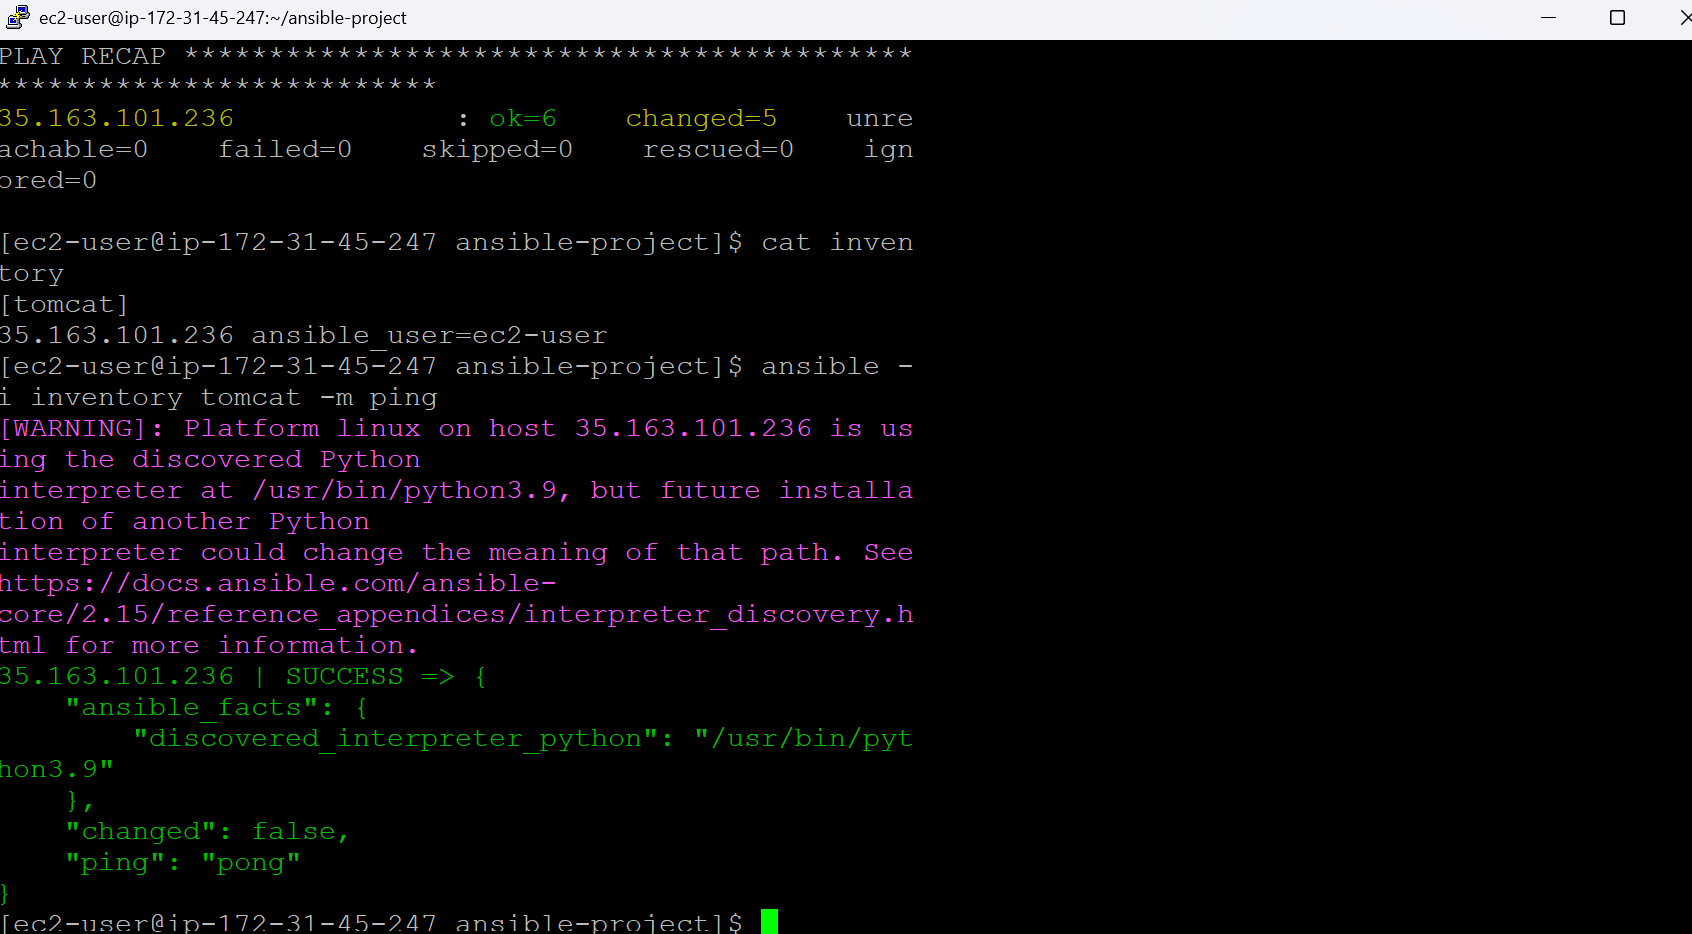 ec2-user@ip-172-31-45-247:~/ansible-project
PLAY RECAP *******************************************
**************************
35.163.101.236             : ok=6    changed=5    unre
achable=0    failed=0    skipped=0    rescued=0    ign
ored=0
[ec2-user@ip-172-31-45-247 ansible-project]$ cat inven
tory
[tomcat]
35.163.101.236 ansible_user=ec2-user
[ec2-user@ip-172-31-45-247 ansible-project]$ ansible -
i inventory tomcat -m ping
[WARNING]: Platform linux on host 35.163.101.236 is us
ing the discovered Python
interpreter at /usr/bin/python3.9, but future installa
tion of another Python
interpreter could change the meaning of that path. See
https://docs.ansible.com/ansible-
core/2.15/reference_appendices/interpreter_discovery.h
tml for more information.
35.163.101.236 | SUCCESS => {
    "ansible_facts": {
        "discovered_interpreter_python": "/usr/bin/pyt
hon3.9"
    },
    "changed": false,
    "ping": "pong"
}
[ec2-user@ip-172-31-45-247 ansible-project]$